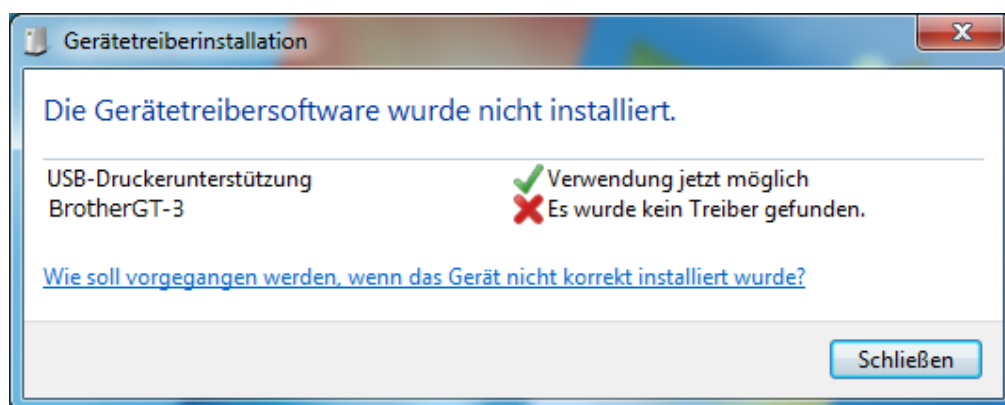 Gerätetreiberinstallation
Die Gerätetreibersoftware wurde nicht installiert.
USB-Druckerunterstützung Verwendung jetzt möglich
BrotherGT-3 Es wurde kein Treiber gefunden.
Wie soll vorgegangen werden, wenn das Gerät nicht korrekt installiert wurde?
Schließen